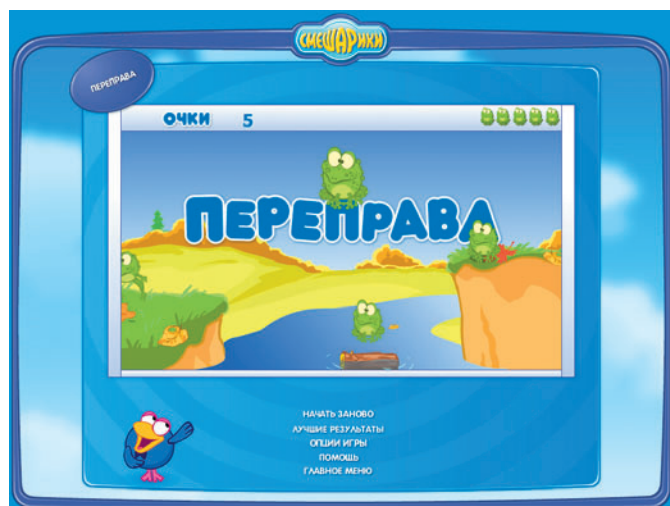 СМЕШАРИКИ
ПЕРЕПРАВА
ОЧКИ 5
ПЕРЕПРАВА
НАЧАТЬ ЗАНОВО
ЛУЧШИЕ РЕЗУЛЬТАТЫ
ОПЦИИ ИГРЫ
ПОМОЩЬ
ГЛАВНОЕ МЕНЮ